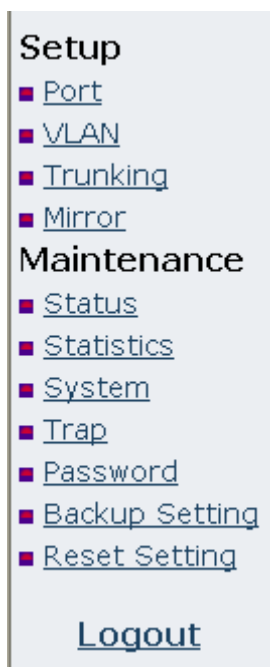 Setup
Port
VLAN
Trunking
Mirror
Maintenance
Status
Statistics
System
Trap
Password
Backup Setting
Reset Setting
Logout